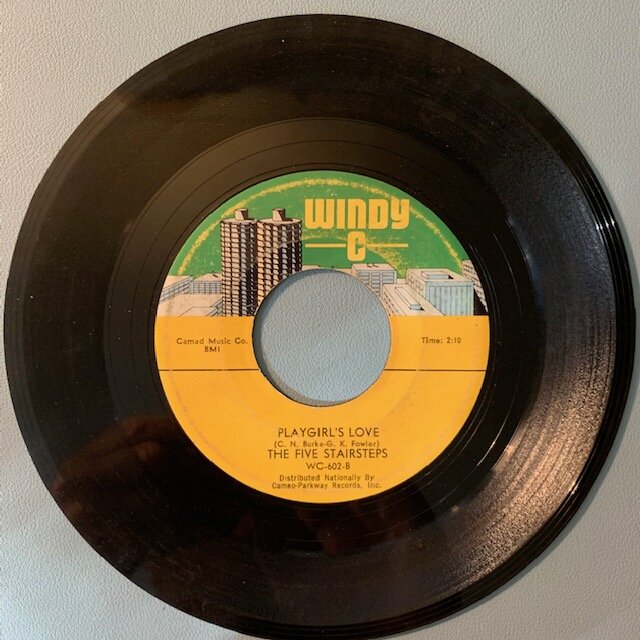 WINDY
C
Camad Music Co.
BMI
Time: 2:10
PLAYGIRL'S LOVE
(C. N. Burke-G. K. Fowler)
THE FIVE STAIRSTEPS
WC-602-B
Distributed Nationally By
Cameo-Parkway Records, Inc.